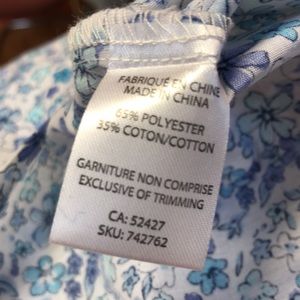 FABRIQUÉ EN CHINE
MADE IN CHINA
65% POLYESTER
35% COTON/COTTON
GARNITURE NON COMPRISE
EXCLUSIVE OF TRIMMING
CA: 52427
SKU: 742762